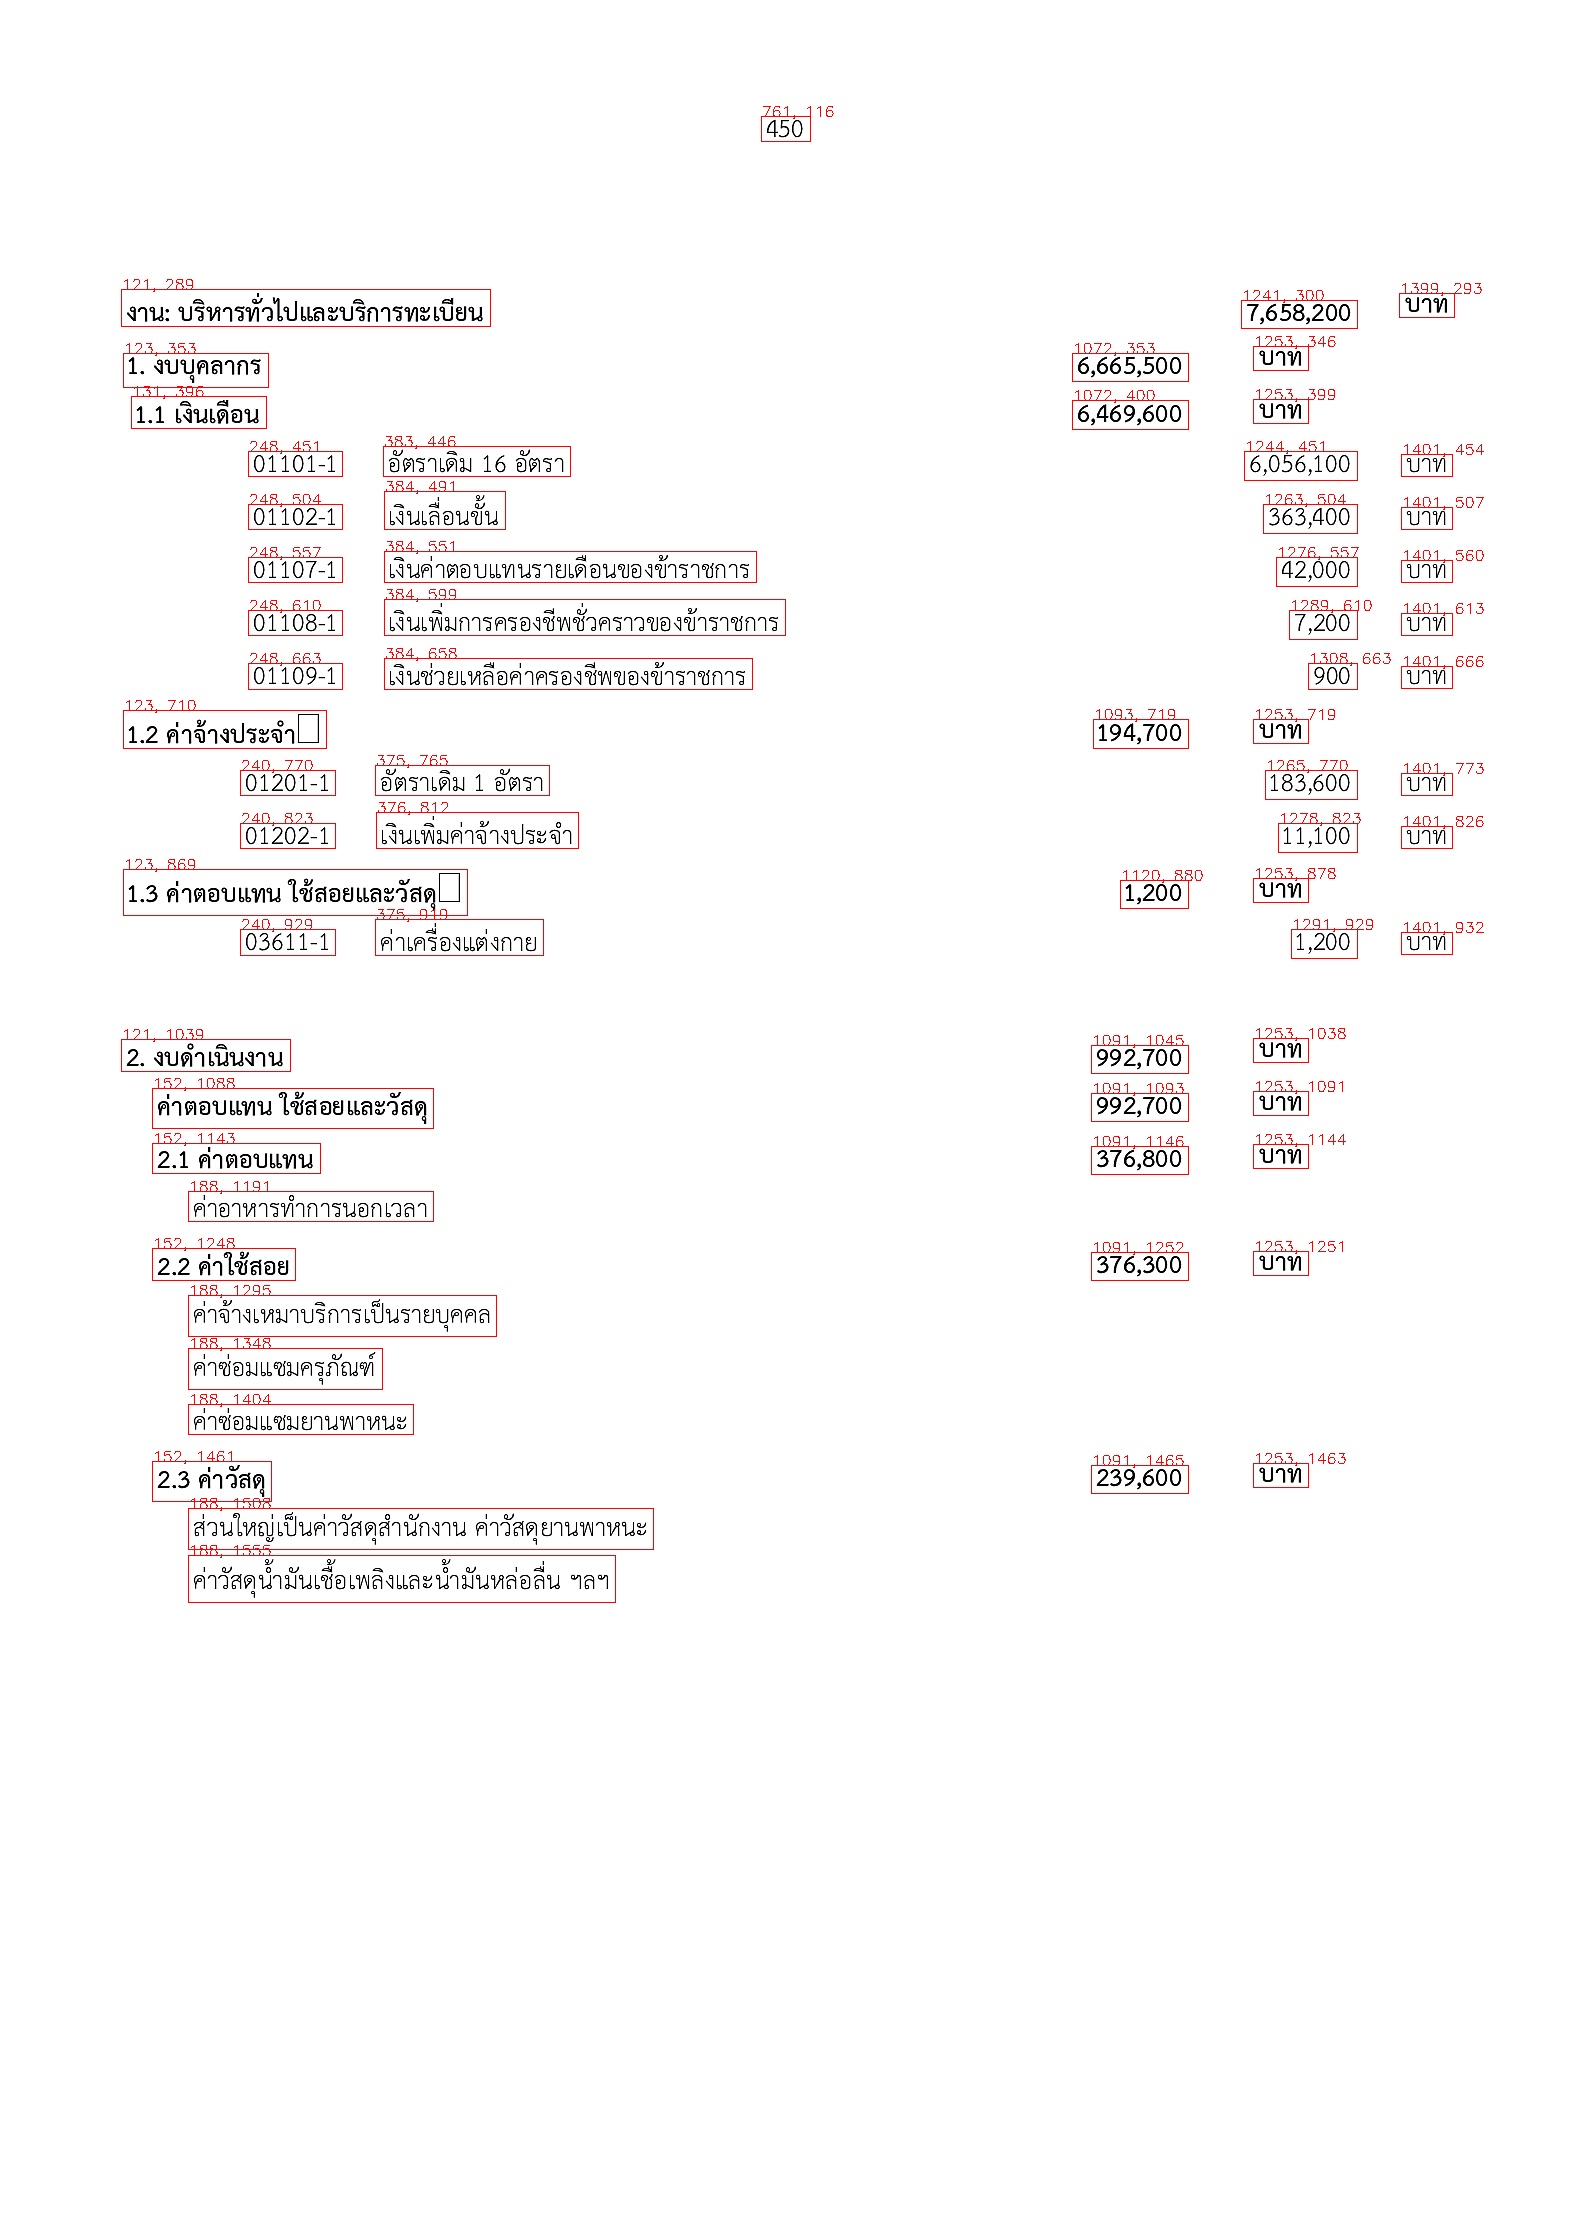 761, 116
450
121, 289 1241, 300 1399, 293
งาน: บริหารทั่วไปและบริการทะเบียน 7,658,200 บาท
123, 353 1072, 353 1253, 346
1. งบบุคลากร 6,665,500 บาท
131, 396 1072, 400 1253, 399
1.1 เงินเดือน 6,469,600 บาท
248, 451 383, 446 1244, 451 1401, 454
01101-1 อัตราเดิม 16 อัตรา 6,056,100 บาท
248, 504 384, 491 1263, 504 1401, 507
01102-1 เงินเลื่อนขั้น 363,400 บาท
248, 557 384, 551 1276, 557 1401, 560
01107-1 เงินค่าตอบแทนรายเดือนของข้าราชการ 42,000 บาท
248, 610 384, 599 1289, 610 1401, 613
01108-1 เงินเพิ่มการครองชีพชั่วคราวของข้าราชการ 7,200 บาท
248, 663 384, 658 1308, 663 1401, 666
01109-1 เงินช่วยเหลือค่าครองชีพของข้าราชการ 900 บาท
123, 710 1093, 719 1253, 719
1.2 ค่าจ้างประจำ 194,700 บาท
240, 770 375, 765 1265, 770 1401, 773
01201-1 อัตราเดิม 1 อัตรา 183,600 บาท
240, 823 376, 812 1278, 823 1401, 826
01202-1 เงินเพิ่มค่าจ้างประจำ 11,100 บาท
123, 869 1120, 880 1253, 878
1.3 ค่าตอบแทน ใช้สอยและวัสดุ 1,200 บาท
240, 929 375, 919 1291, 929 1401, 932
03611-1 ค่าเครื่องแต่งกาย 1,200 บาท
121, 1039 1091, 1045 1253, 1038
2. งบดำเนินงาน 992,700 บาท
152, 1088 1091, 1093 1253, 1091
ค่าตอบแทน ใช้สอยและวัสดุ 992,700 บาท
152, 1143 1091, 1146 1253, 1144
2.1 ค่าตอบแทน 376,800 บาท
188, 1191
ค่าอาหารทำการนอกเวลา
152, 1248 1091, 1252 1253, 1251
2.2 ค่าใช้สอย 376,300 บาท
188, 1295
ค่าจ้างเหมาบริการเป็นรายบุคคล
188, 1348
ค่าซ่อมแซมครุภัณฑ์
188, 1404
ค่าซ่อมแซมยานพาหนะ
152, 1461 1091, 1465 1253, 1463
2.3 ค่าวัสดุ 239,600 บาท
188, 1508
ส่วนใหญ่เป็นค่าวัสดุสำนักงาน ค่าวัสดุยานพาหนะ
188, 1555
ค่าวัสดุน้ำมันเชื้อเพลิงและน้ำมันหล่อลื่น ฯลฯ